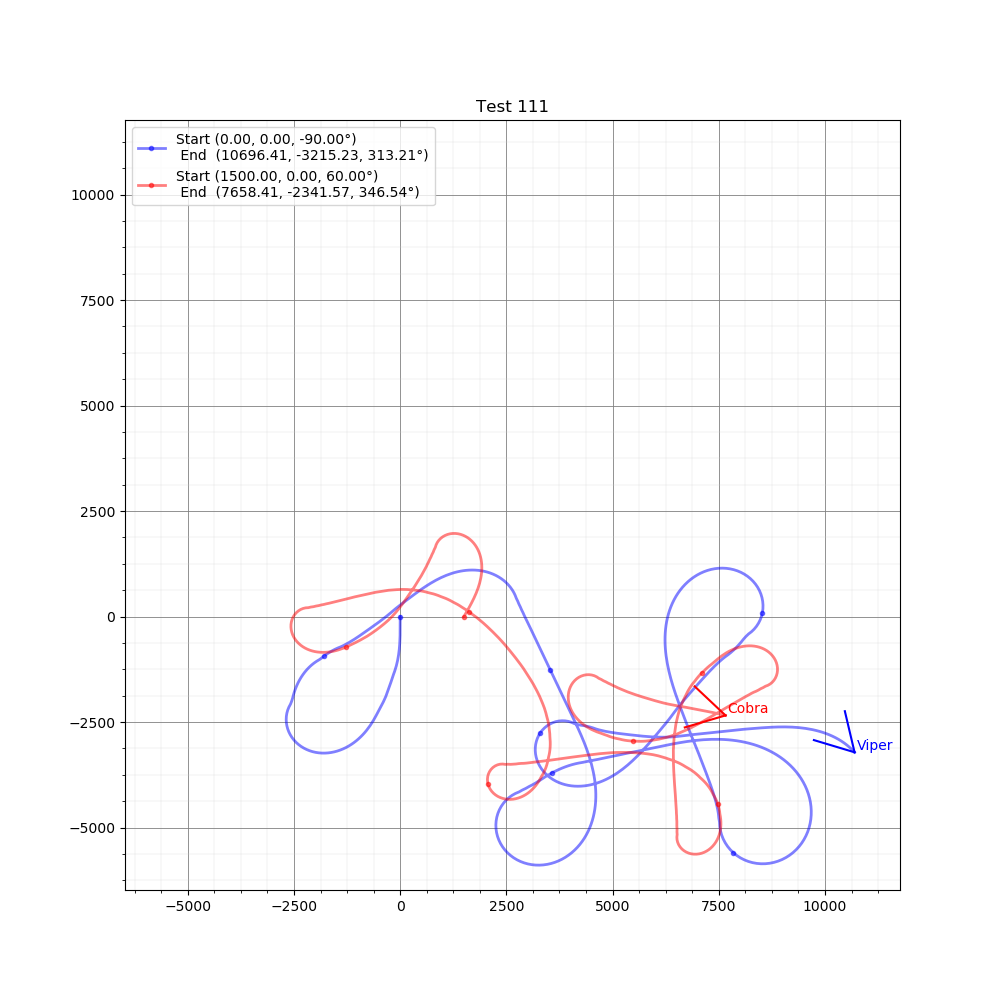 Test 111
Start (0.00, 0.00, -90.00°)
End  (10696.41, -3215.23, 313.21°)
Start (1500.00, 0.00, 60.00°)
End  (7658.41, -2341.57, 346.54°)
10000
7500
5000
2500
0
−2500
−5000
Cobra
Viper
−5000
−2500
0
2500
5000
7500
10000